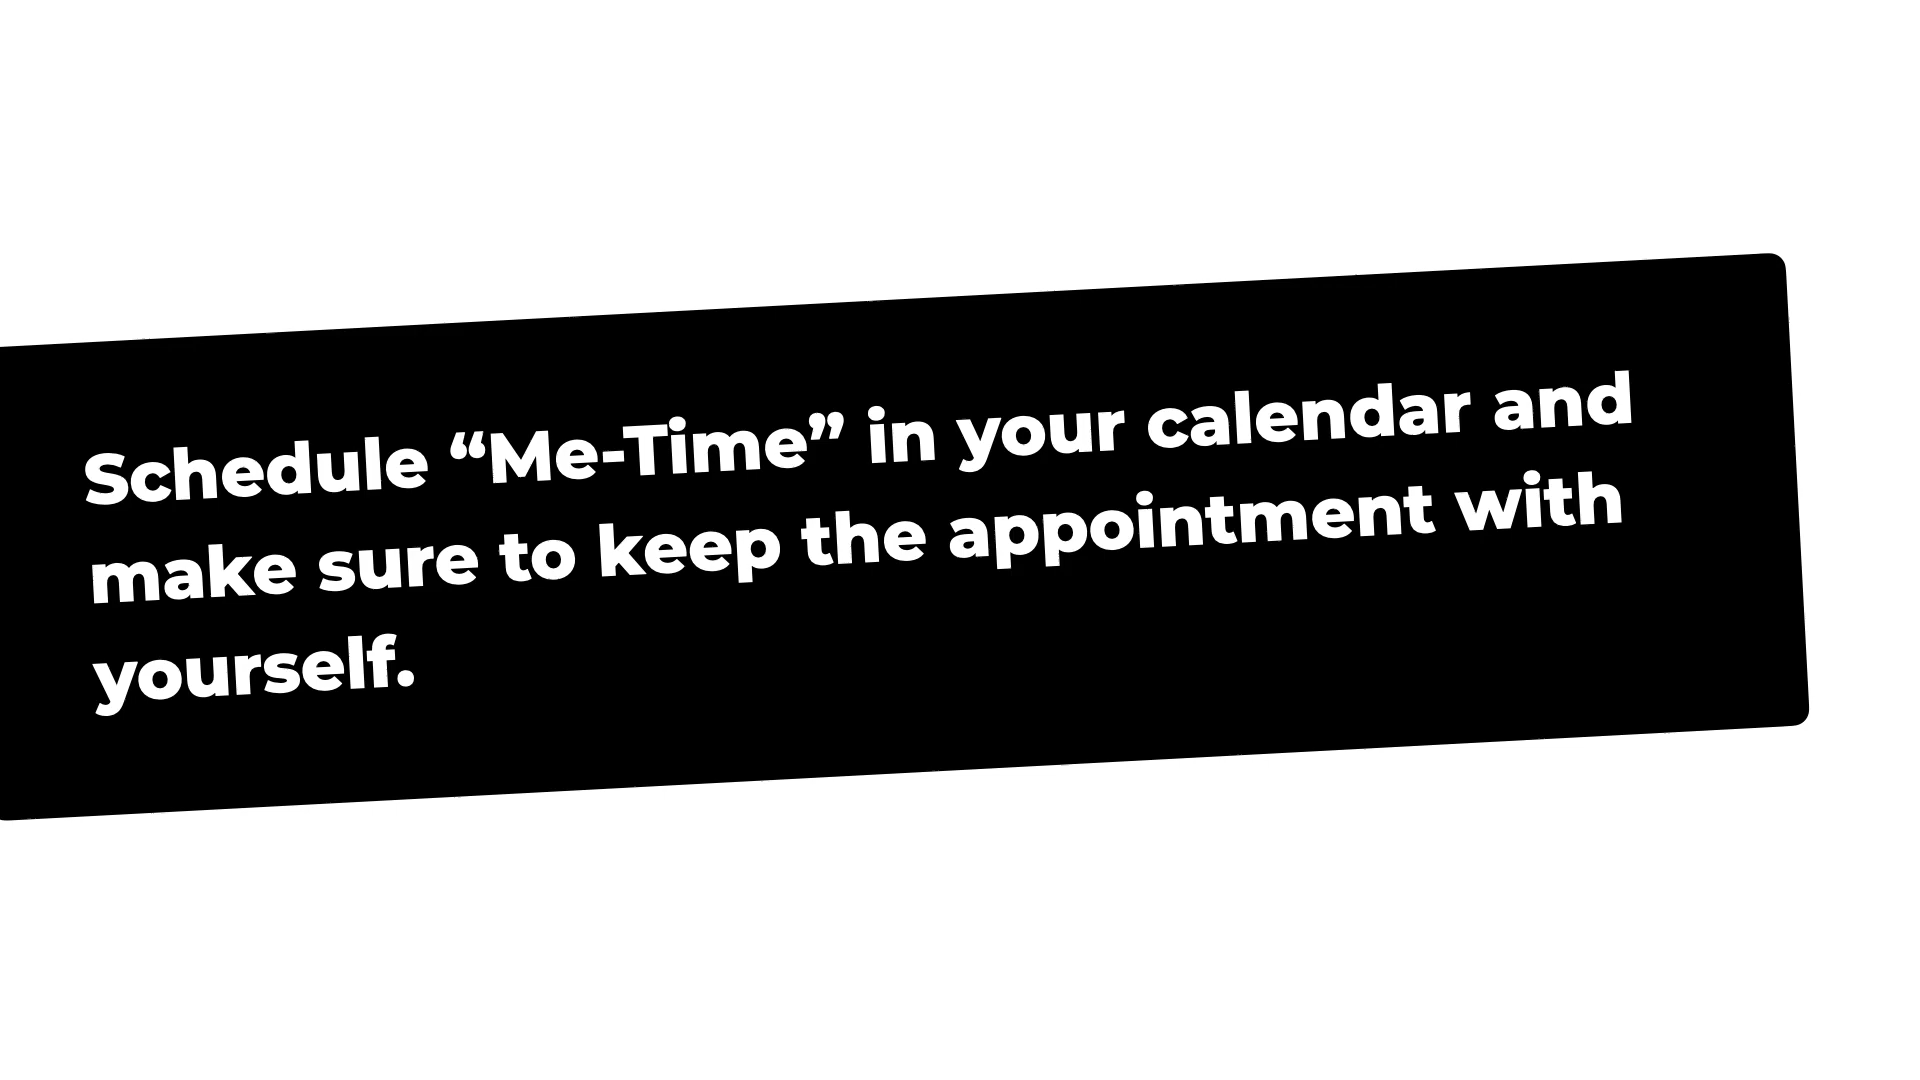 Schedule “Me-Time” in your calendar and
make sure to keep the appointment with
yourself.